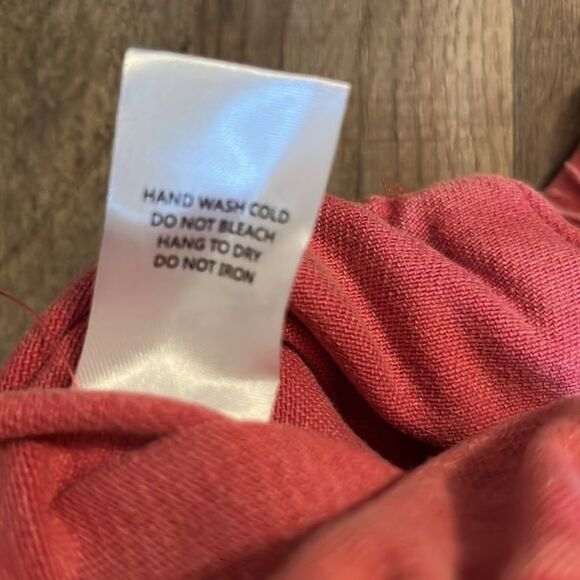 HAND WASH COLD
DO NOT BLEACH
HANG TO DRY
DO NOT IRON